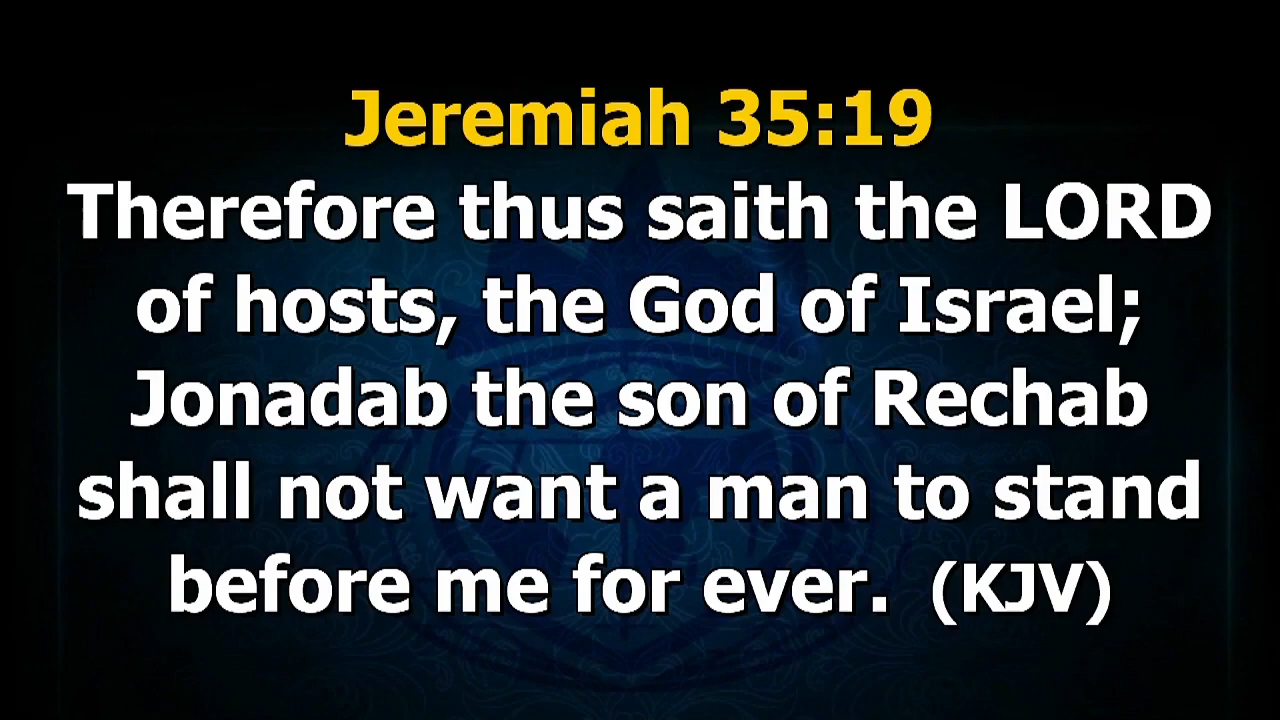 Jeremiah 35:19
Therefore thus saith the LORD
of hosts, the God of Israel;
Jonadab the son of Rechab
shall not want a man to stand
before me for ever.  (KJV)